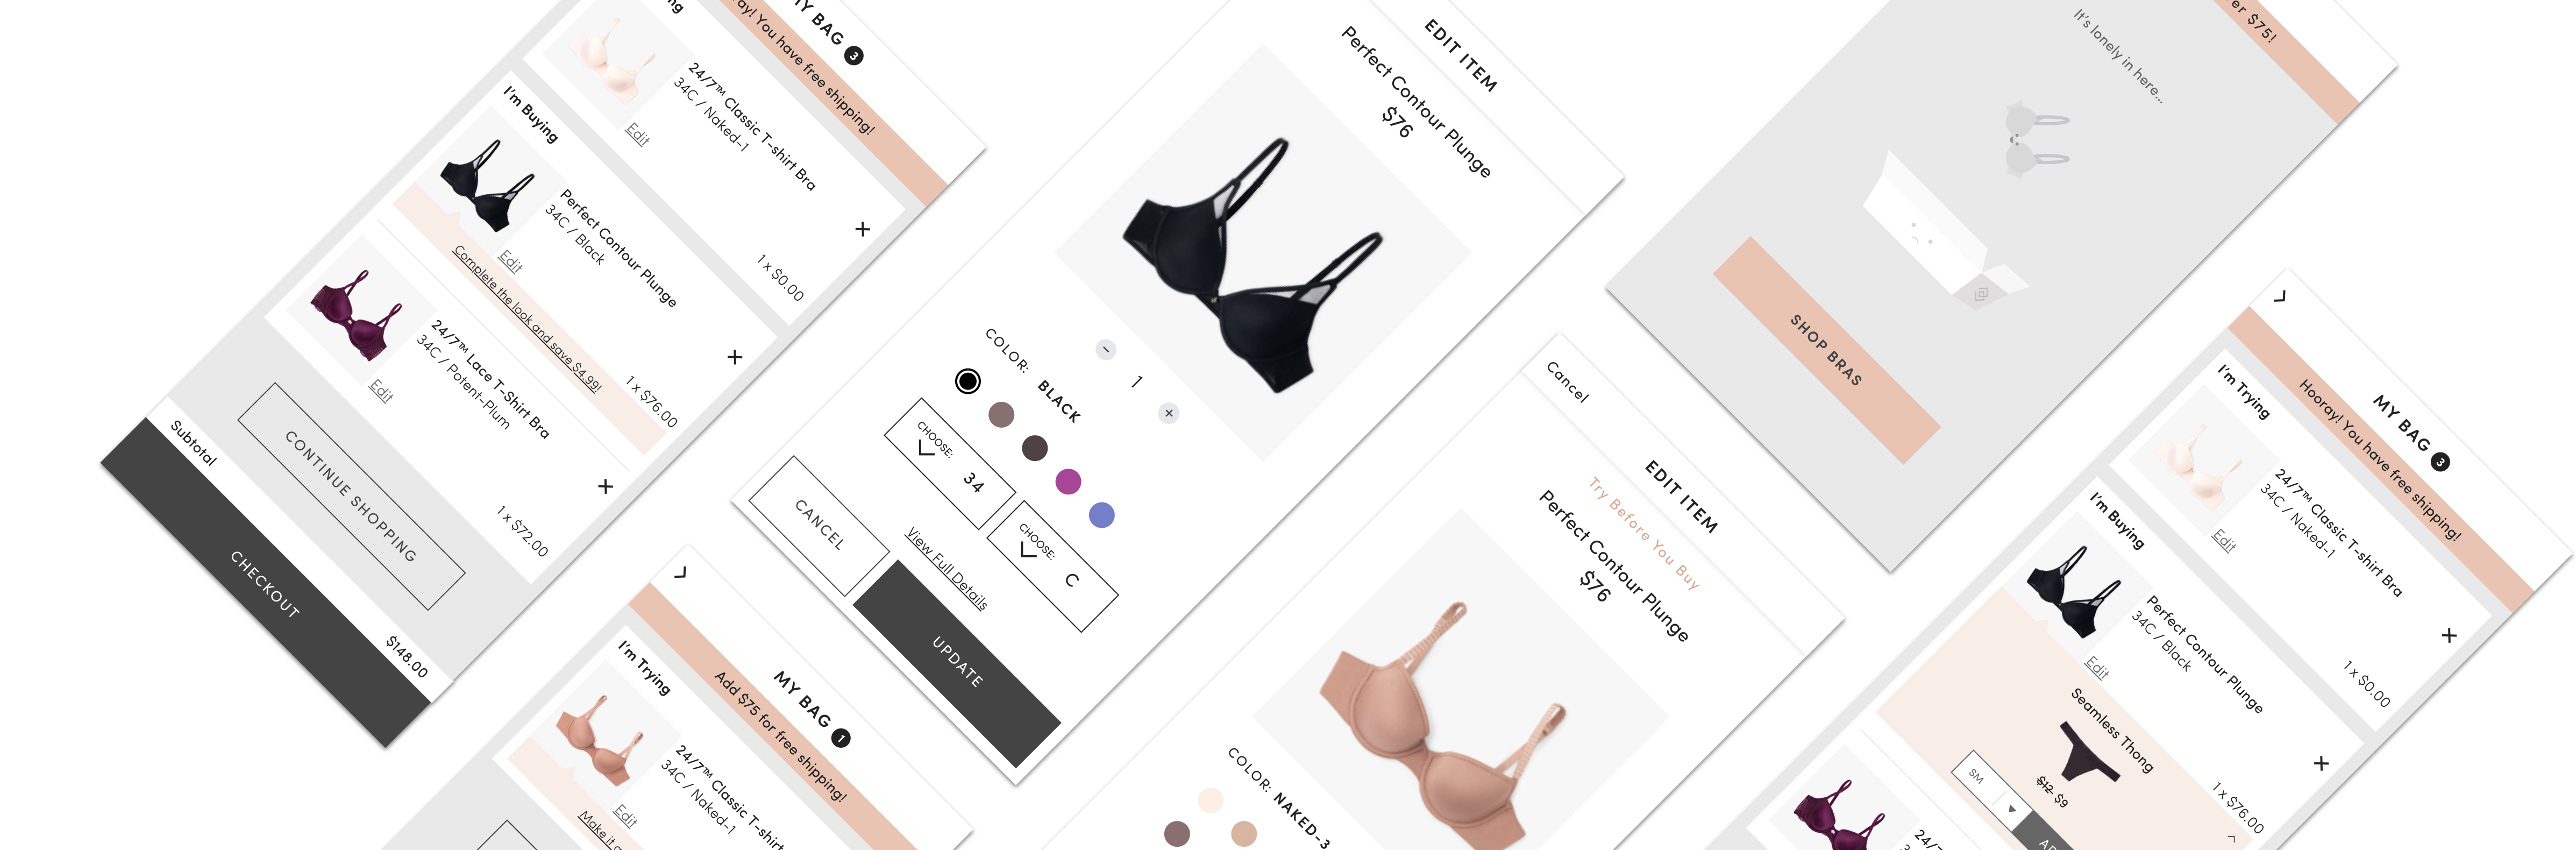 MY BAG 3
ay! You have free shipping!
24/7™ Classic T-shirt Bra
34C / Naked-1
Edit
1 x $0.00
I'm Buying
Perfect Contour Plunge
34C / Black
Edit
1 x $76.00
Complete the look and save $4.99!
24/7™ Lace T-Shirt Bra
34C / Potent-Plum
Edit
1 x $72.00
CONTINUE SHOPPING
Subtotal
$148.00
CHECKOUT
EDIT ITEM
Perfect Contour Plunge
$76
1
COLOR: BLACK
CHOOSE: 34
CHOOSE: C
View Full Details
CANCEL
UPDATE
er $75!
It's lonely in here...
SHOP BRAS
MY BAG 1
Add $75 for free shipping!
I'm Trying
24/7™ Classic T-shirt
34C / Naked-1
Edit
Make it
Cancel
EDIT ITEM
Try Before You Buy
Perfect Contour Plunge
$76
COLOR: NAKED-3
MY BAG 3
Hooray! You have free shipping!
I'm Trying
24/7™ Classic T-shirt Bra
34C / Naked-1
Edit
1 x $0.00
I'm Buying
Perfect Contour Plunge
34C / Black
Edit
1 x $76.00
Seamless Thong
$12 $9
SM
24/7